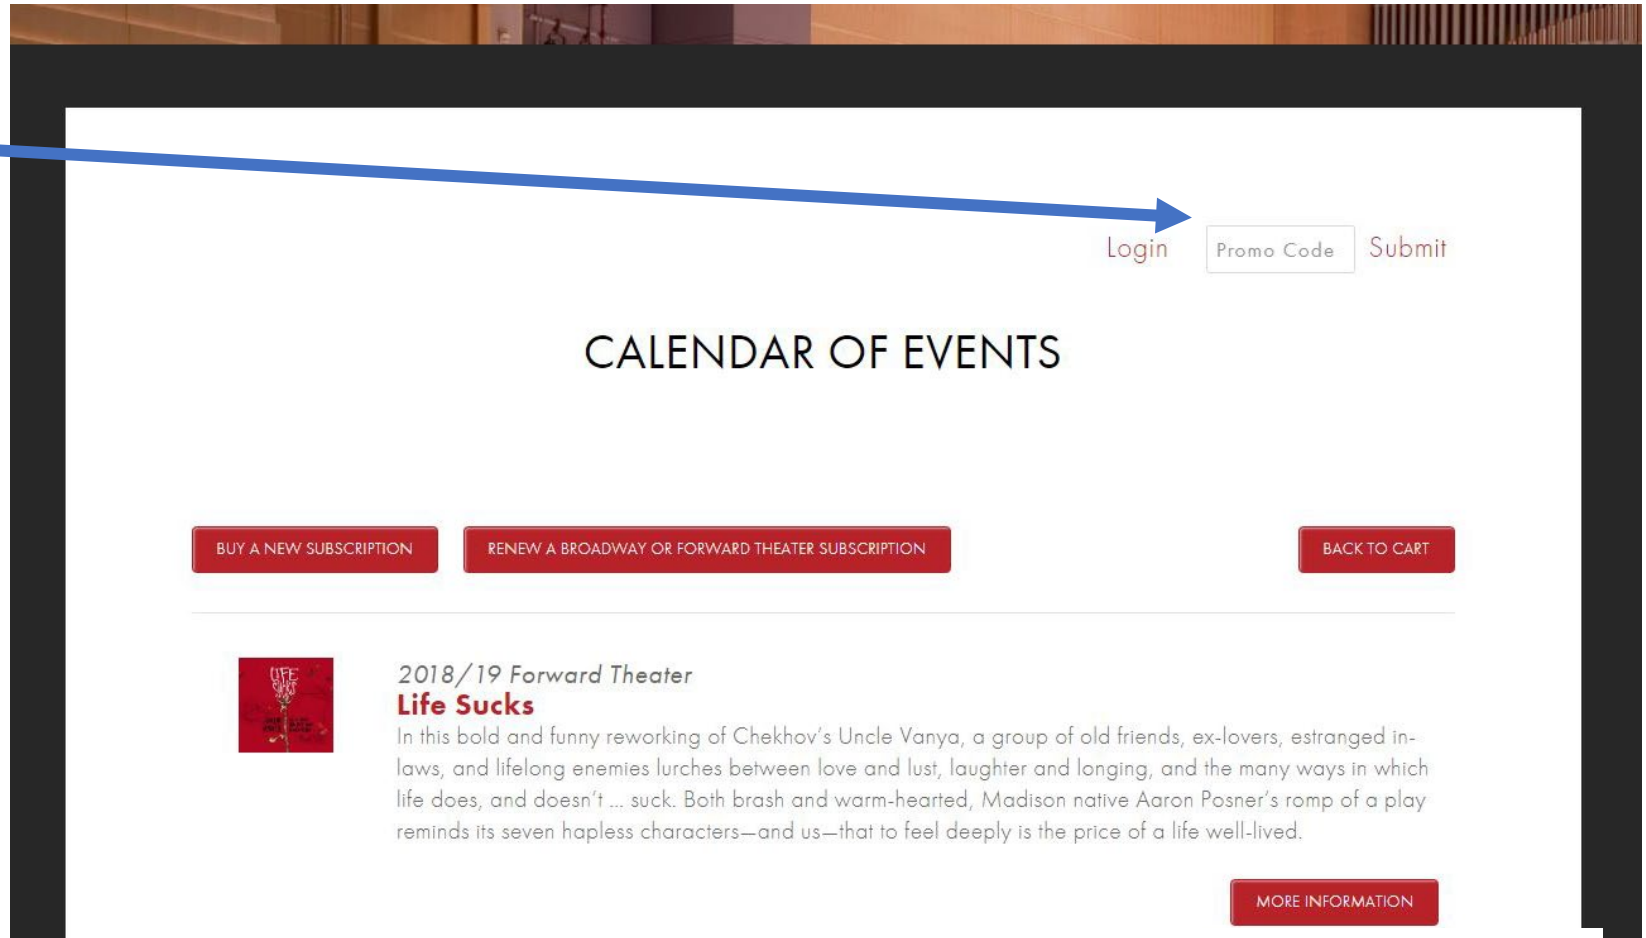 Login Promo Code Submit
CALENDAR OF EVENTS
BUY A NEW SUBSCRIPTION RENEW A BROADWAY OR FORWARD THEATER SUBSCRIPTION BACK TO CART
LIFE
SUCKS
2018/19 Forward Theater
Life Sucks
In this bold and funny reworking of Chekhov's Uncle Vanya, a group of old friends, ex-lovers, estranged in-
laws, and lifelong enemies lurches between love and lust, laughter and longing, and the many ways in which
life does, and doesn't ... suck. Both brash and warm-hearted, Madison native Aaron Posner's romp of a play
reminds its seven hapless characters—and us—that to feel deeply is the price of a life well-lived.
MORE INFORMATION